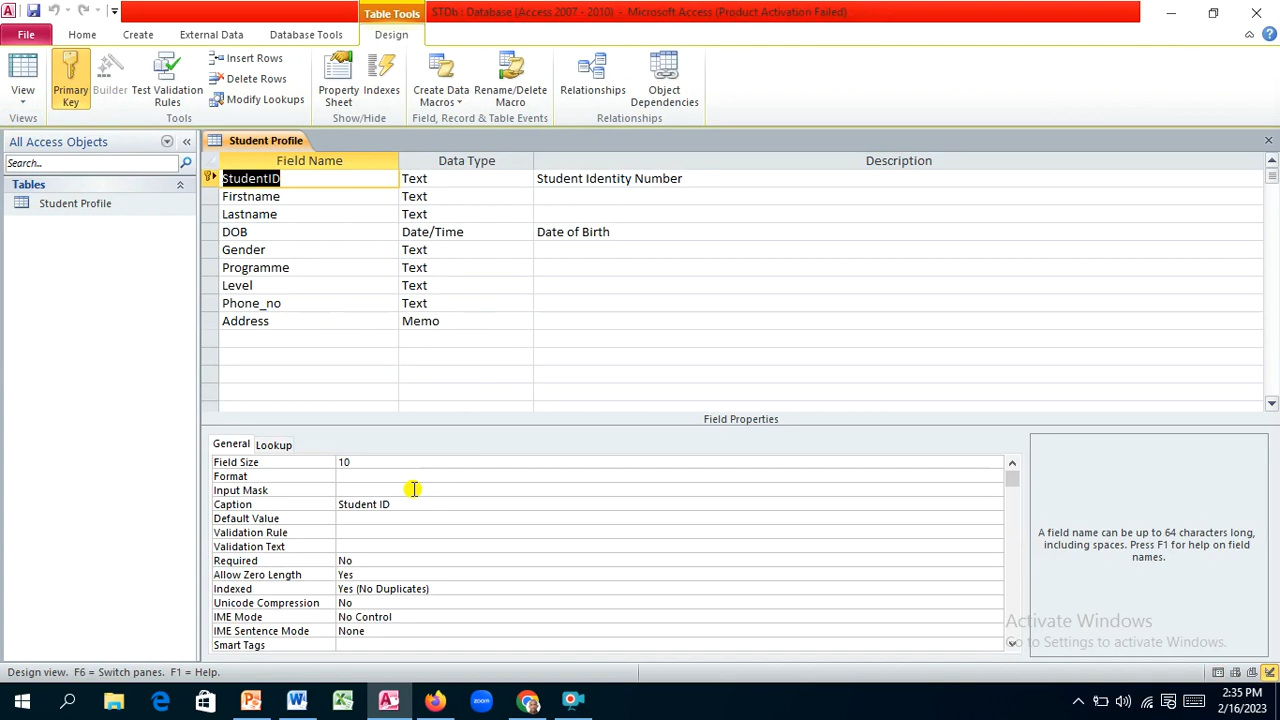 Table Tools
STDb : Database (Access 2007 - 2010) - Microsoft Access (Product Activation Failed)
File Home Create External Data Database Tools Design
View
Primary Key
Builder
Test Validation Rules
Insert Rows
Delete Rows
Modify Lookups
Property Sheet
Indexes
Create Data Macros
Rename/Delete Macro
Relationships
Object Dependencies
Views Tools Show/Hide Field, Record & Table Events Relationships
All Access Objects
Search...
Tables
Student Profile
Student Profile
Field Name Data Type Description
StudentID Text Student Identity Number
Firstname Text
Lastname Text
DOB Date/Time Date of Birth
Gender Text
Programme Text
Level Text
Phone_no Text
Address Memo
Field Properties
General Lookup
Field Size 10
Format
Input Mask
Caption Student ID
Default Value
Validation Rule
Validation Text
Required No
Allow Zero Length Yes
Indexed Yes (No Duplicates)
Unicode Compression No
IME Mode No Control
IME Sentence Mode None
Smart Tags
A field name can be up to 64 characters long,
including spaces. Press F1 for help on field
names.
Activate Windows
Go to Settings to activate Windows.
Design view. F6 = Switch panes. F1 = Help.
zoom
2:35 PM
2/16/2023